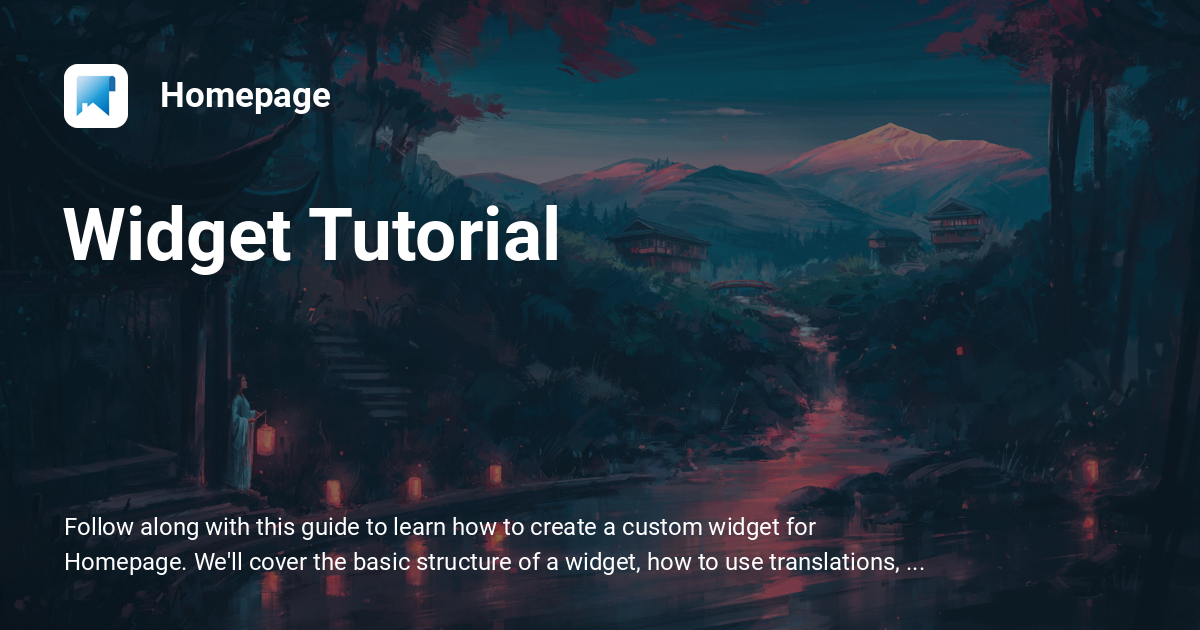 Homepage
Widget Tutorial
Follow along with this guide to learn how to create a custom widget for
Homepage. We'll cover the basic structure of a widget, how to use translations, ...